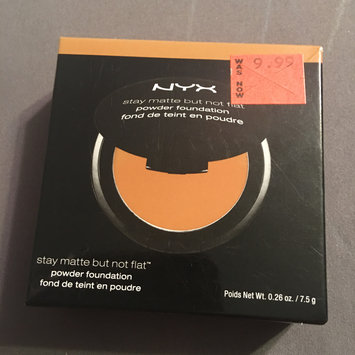 WAS 9.99
NOW
NYX
stay matte but not flat™
powder foundation
fond de teint en poudre
stay matte but not flat™
powder foundation
fond de teint en poudre
Poids Net Wt. 0.26 oz. / 7.5 g